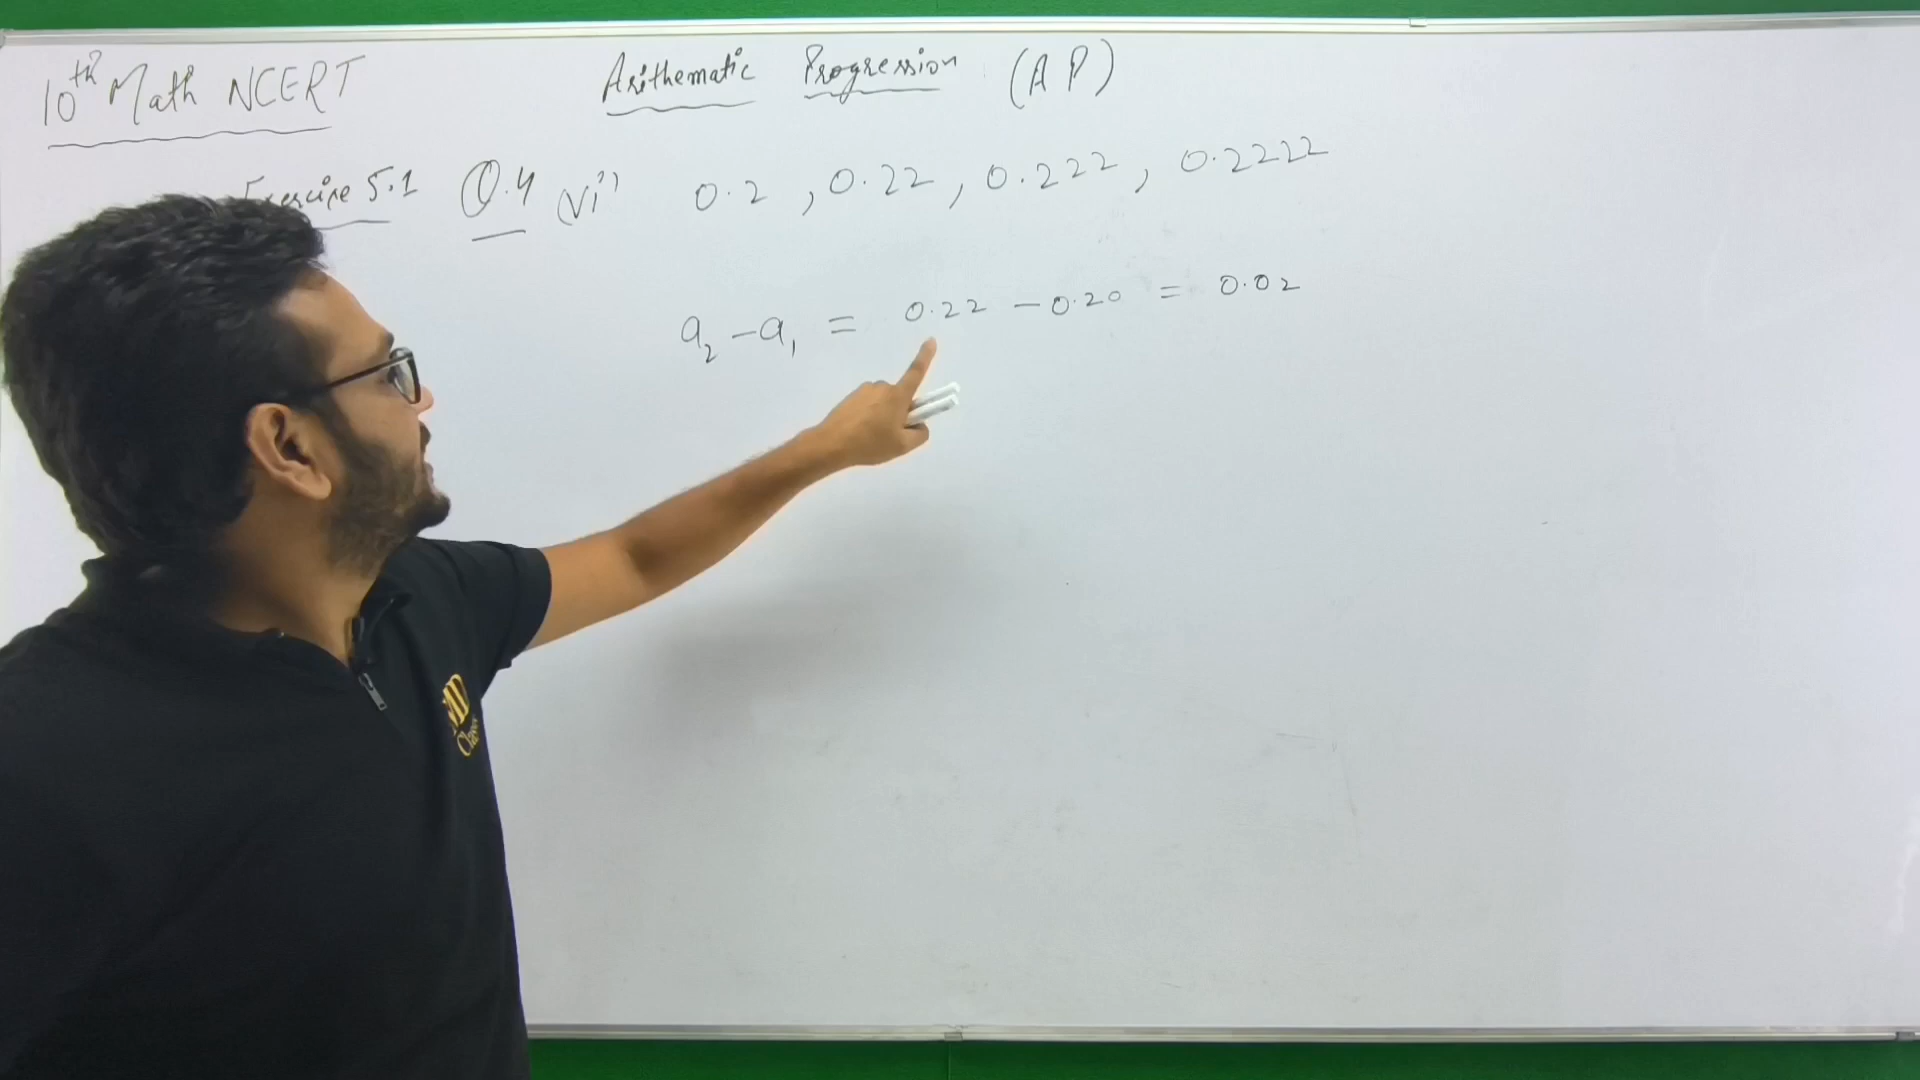 10th Math NCERT Arithematic Progression (AP)
Exercise 5.1 Q.4 (vii) 0.2 , 0.22 , 0.222 , 0.2222
a₂ - a₁ = 0.22 - 0.20 = 0.02